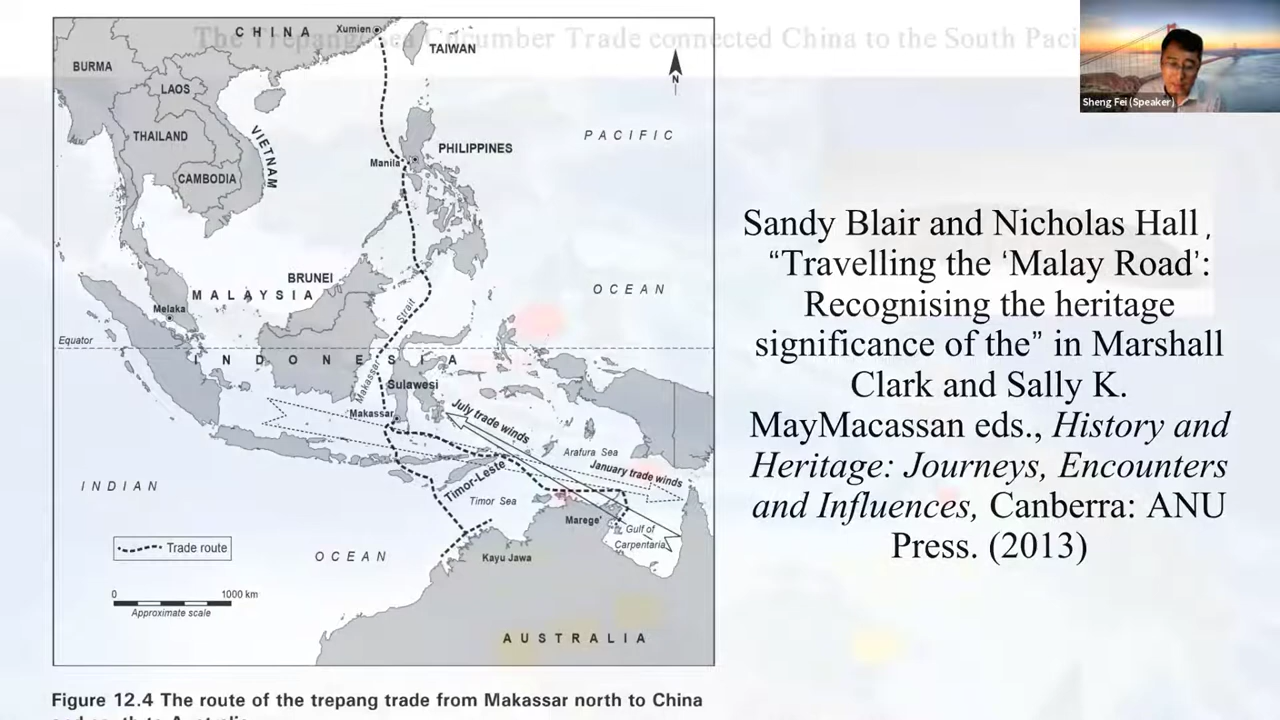 The Trepang/Sea Cucumber Trade connected China to the South Paci
CHINA
Xumien
TAIWAN
BURMA
LAOS
N
THAILAND
VIETNAM
PACIFIC
PHILIPPINES
Manila
CAMBODIA
BRUNEI
MALAYSIA
OCEAN
Melaka
Strait
Equator
INDONESIA
Makassar
Sulawesi
Makassar
July trade winds
Arafura Sea
January trade winds
INDIAN
Timor-Leste
Timor Sea
Marege'
Gulf of
Carpentaria
Trade route
OCEAN
Kayu Jawa
0 1000 km
Approximate scale
AUSTRALIA
Figure 12.4 The route of the trepang trade from Makassar north to China
and south to Australia
Sheng Fei (Speaker)
Sandy Blair and Nicholas Hall,
“Travelling the ‘Malay Road’:
Recognising the heritage
significance of the” in Marshall
Clark and Sally K.
MayMacassan eds., History and
Heritage: Journeys, Encounters
and Influences, Canberra: ANU
Press. (2013)